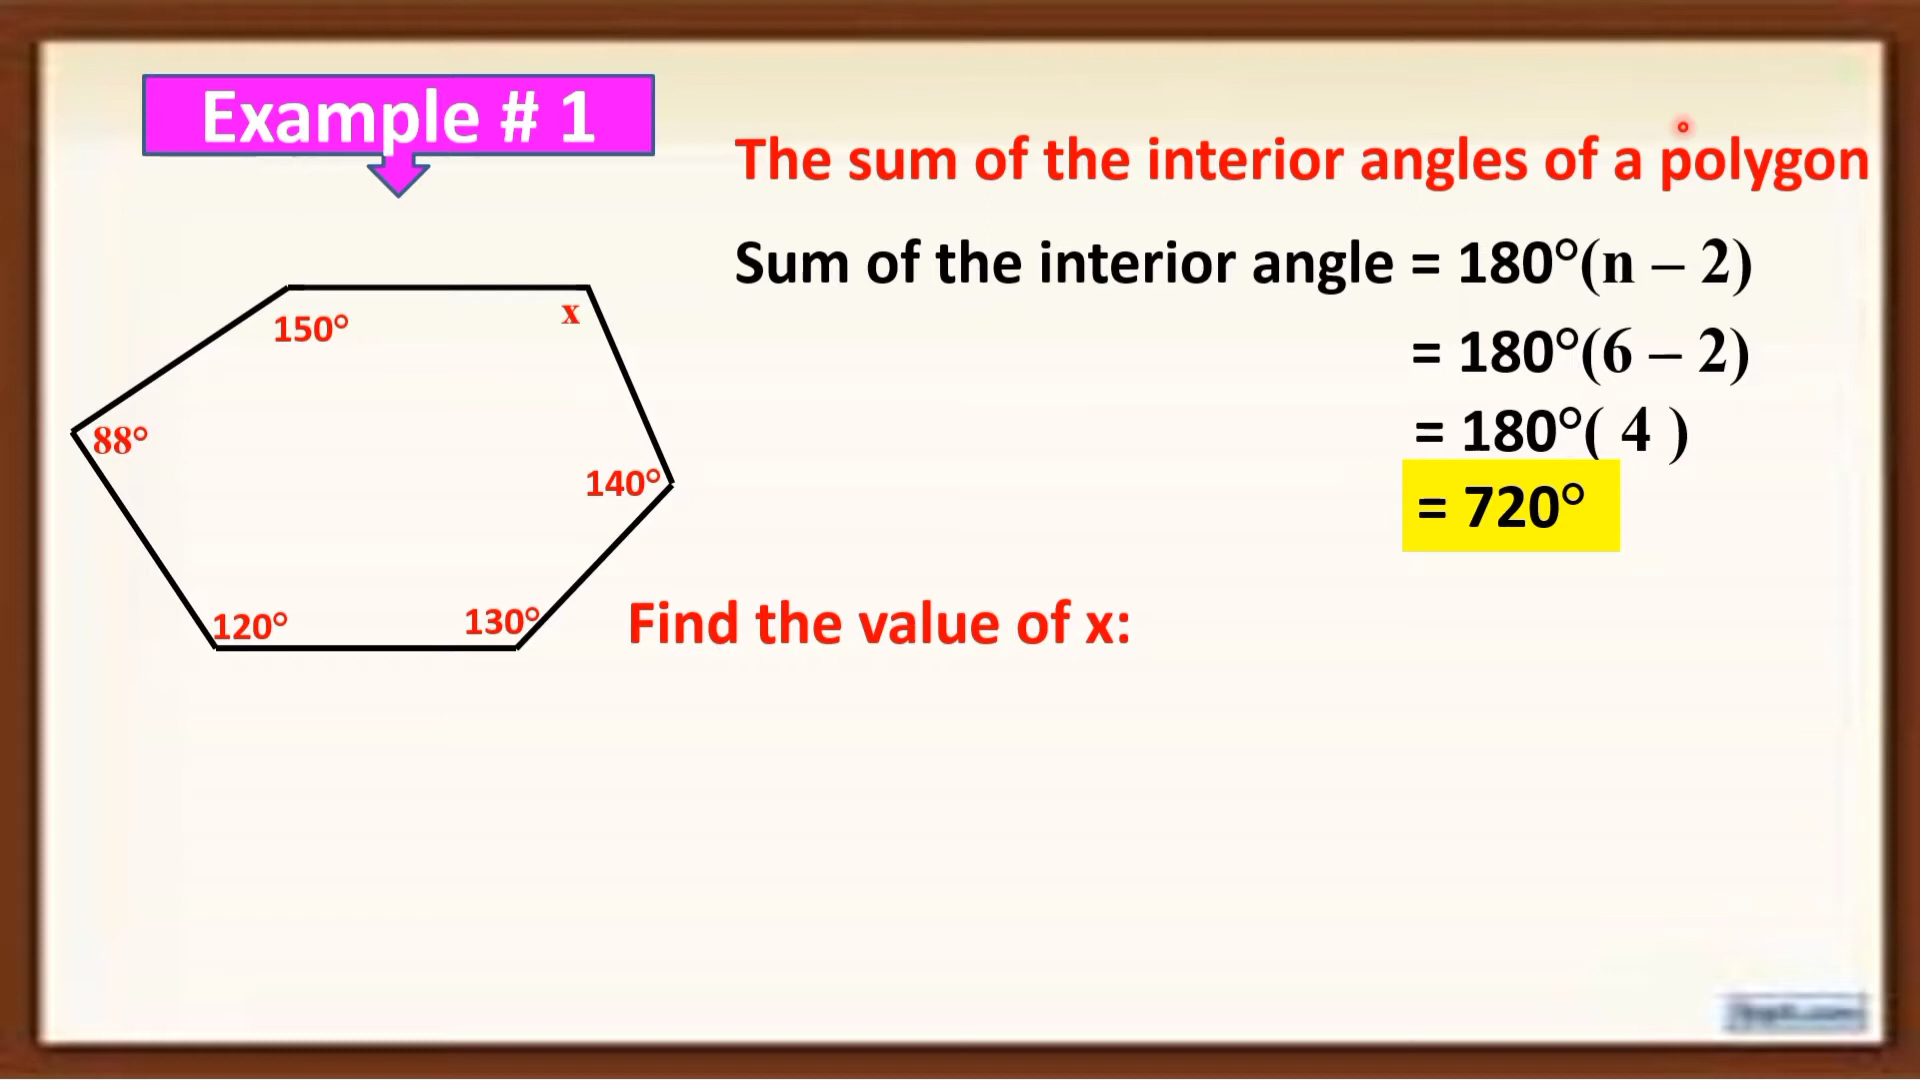 Example # 1
The sum of the interior angles of a polygon
Sum of the interior angle = 180°(n – 2)
= 180°(6 – 2)
= 180°( 4 )
= 720°
150°
x
88°
140°
120°
130°
Find the value of x: